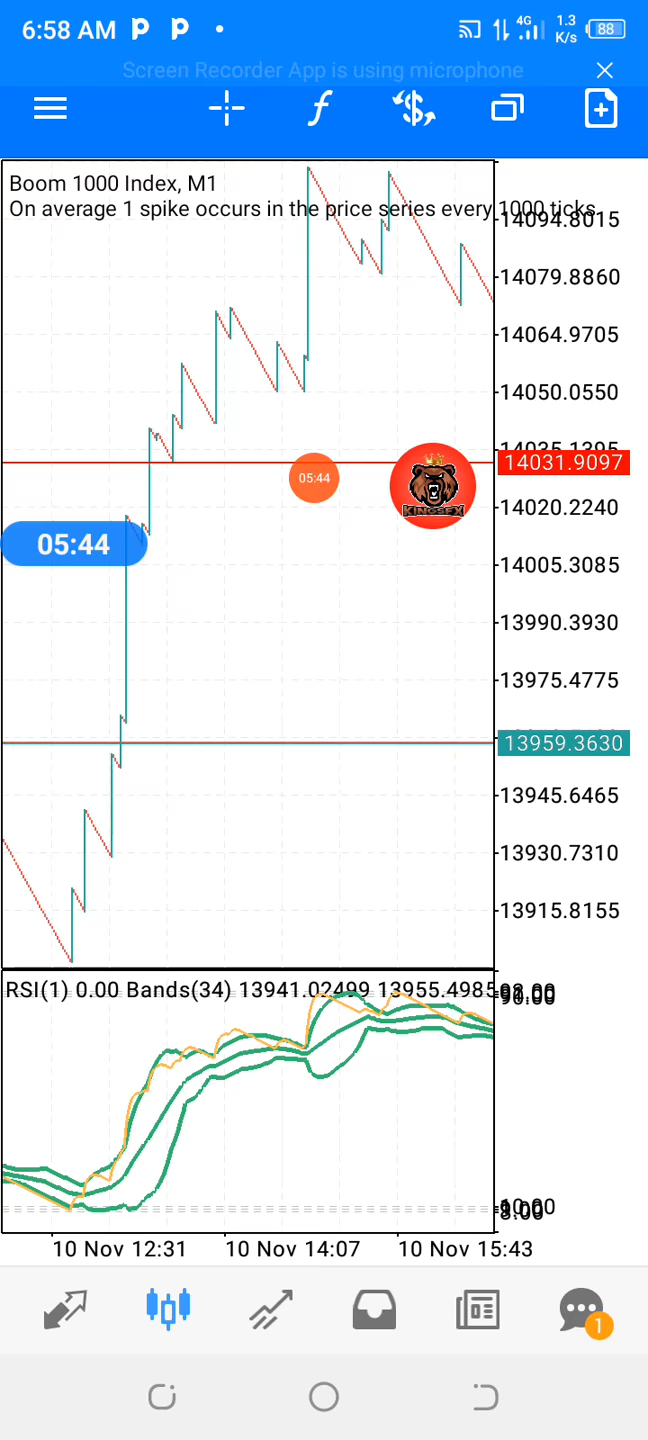 6:58 AM
4G
1.3
K/s
88
Screen Recorder App is using microphone
Boom 1000 Index, M1
On average 1 spike occurs in the price series every 1000 ticks
14094.8015
14079.8860
14064.9705
14050.0550
14035.1395
14031.9097
05:44
KINGSFX
14020.2240
05:44
14005.3085
13990.3930
13975.4775
13959.3630
13945.6465
13930.7310
13915.8155
RSI(1) 0.00 Bands(34) 13941.02499 13955.4985
10 Nov 12:31
10 Nov 14:07
10 Nov 15:43
1